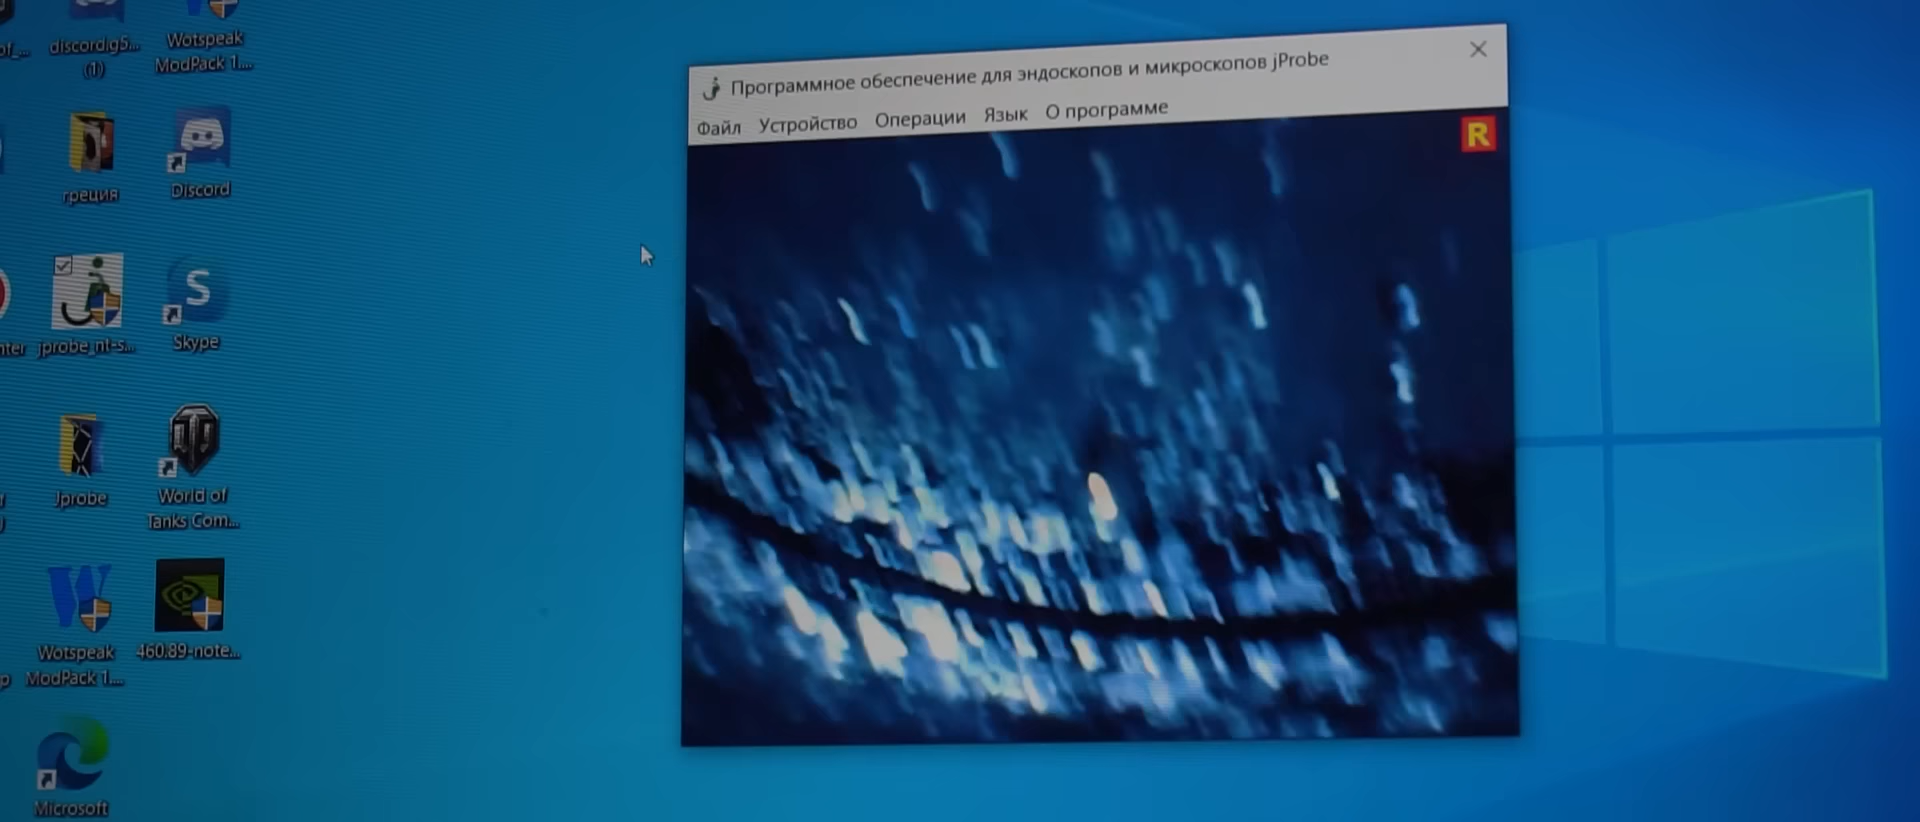 discordig5...
(1)
Wotspeak
ModPack 1....
греция
Discord
jprobe_nt-s...
Skype
Jprobe
World of
Tanks Com...
Wotspeak
ModPack 1....
460.89-note...
Microsoft
Программное обеспечение для эндоскопов и микроскопов jProbe
Файл Устройство Операции Язык О программе
R